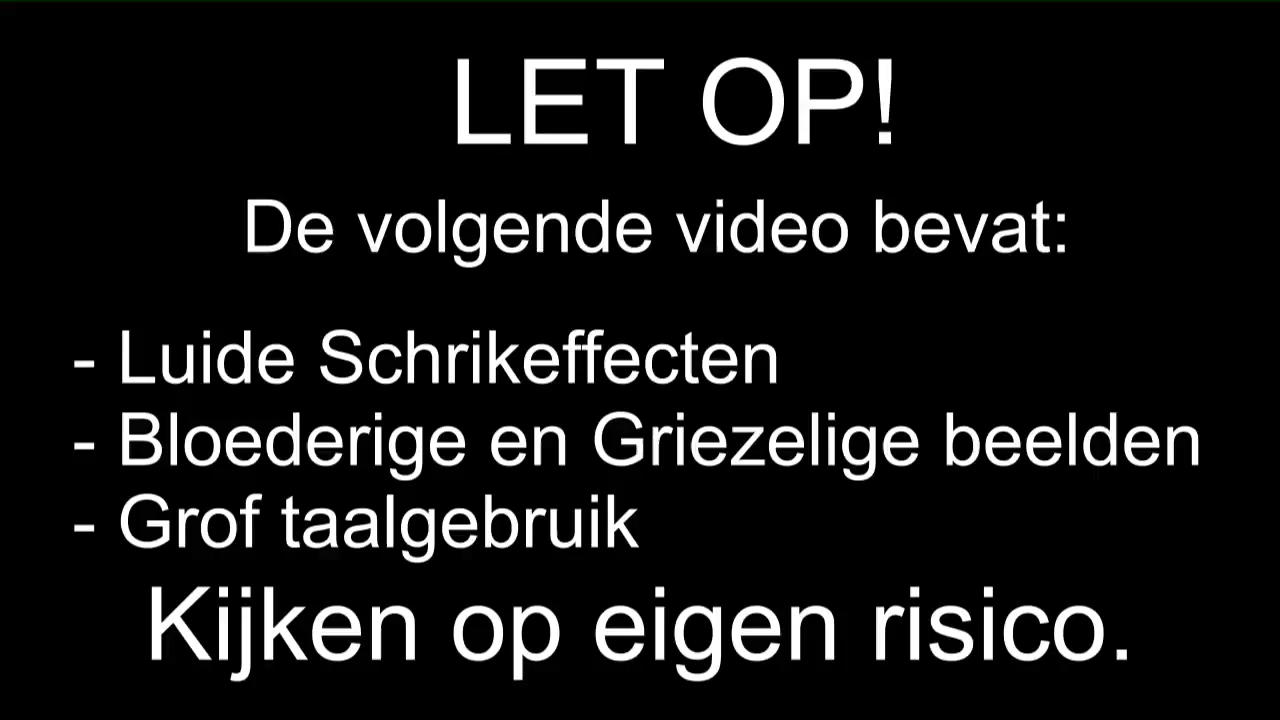 LET OP!
De volgende video bevat:
- Luide Schrikeffecten
- Bloederige en Griezelige beelden
- Grof taalgebruik
Kijken op eigen risico.